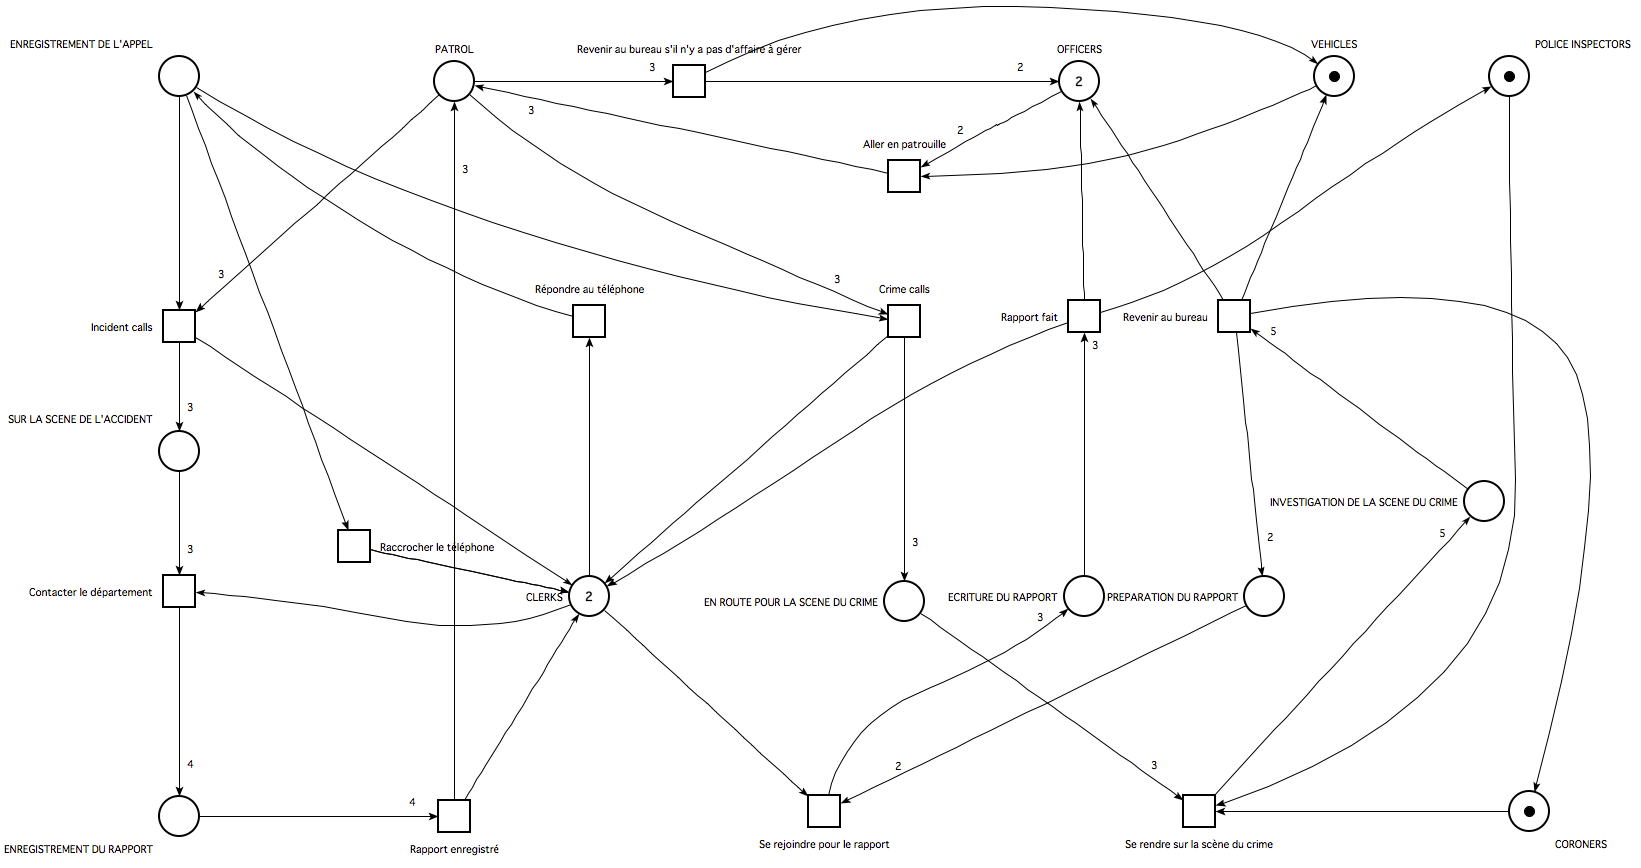 ENREGISTREMENT DE L'APPEL
PATROL
Revenir au bureau s'il n'y a pas d'affaire à gérer
OFFICERS
VEHICLES
POLICE INSPECTORS
3
2
2
3
2
Aller en patrouille
3
3
3
Répondre au téléphone
Crime calls
Incident calls
Rapport fait
Revenir au bureau
5
3
3
SUR LA SCENE DE L'ACCIDENT
INVESTIGATION DE LA SCENE DU CRIME
5
2
3
3
Raccrocher le téléphone
Contacter le département
CLERKS
2
EN ROUTE POUR LA SCENE DU CRIME
ECRITURE DU RAPPORT
PREPARATION DU RAPPORT
3
4
2
3
4
ENREGISTREMENT DU RAPPORT
Rapport enregistré
Se rejoindre pour le rapport
Se rendre sur la scène du crime
CORONERS